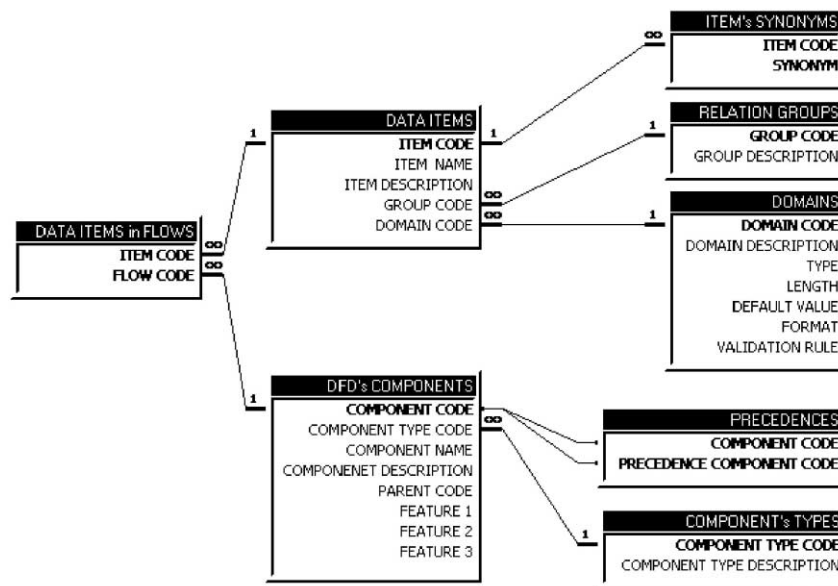 ITEM's SYNONYMS
∞
ITEM CODE
SYNONYM
RELATION GROUPS
1
GROUP CODE
GROUP DESCRIPTION
DATA ITEMS
1
ITEM CODE
1
ITEM NAME
ITEM DESCRIPTION
GROUP CODE
∞
DOMAIN CODE
∞
DOMAINS
1
DOMAIN CODE
DOMAIN DESCRIPTION
TYPE
LENGTH
DEFAULT VALUE
FORMAT
VALIDATION RULE
DATA ITEMS in FLOWS
ITEM CODE
∞
FLOW CODE
∞
DFD's COMPONENTS
1
COMPONENT CODE
COMPONENT TYPE CODE
∞
COMPONENT NAME
COMPONENET DESCRIPTION
PARENT CODE
FEATURE 1
FEATURE 2
FEATURE 3
PRECEDENCES
COMPONENT CODE
PRECEDENCE COMPONENT CODE
COMPONENT's TYPES
1
COMPONENT TYPE CODE
COMPONENT TYPE DESCRIPTION